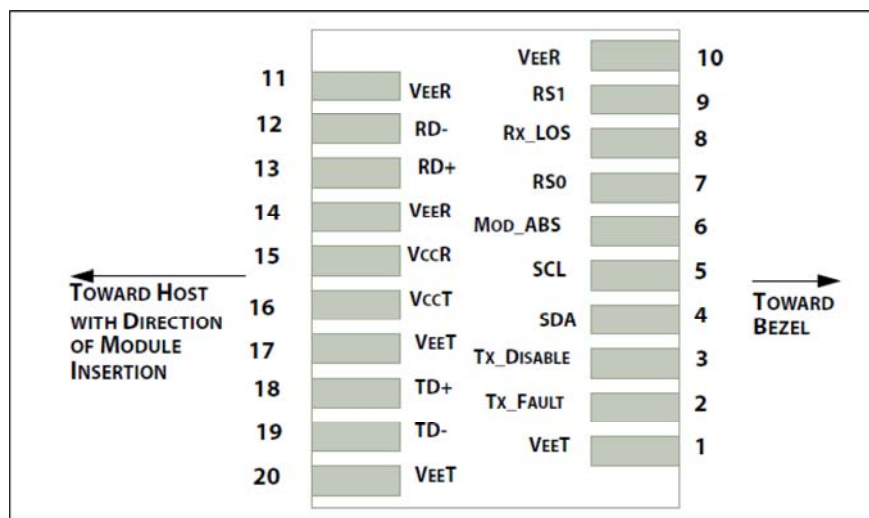 11
VEER
12
RD-
13
RD+
14
VEER
15
VCCR
16
VCCT
17
VEET
18
TD+
19
TD-
20
VEET
TOWARD HOST
WITH DIRECTION
OF MODULE
INSERTION
VEER
10
RS1
9
RX_LOS
8
RS0
7
MOD_ABS
6
SCL
5
SDA
4
TX_DISABLE
3
TX_FAULT
2
VEET
1
TOWARD
BEZEL